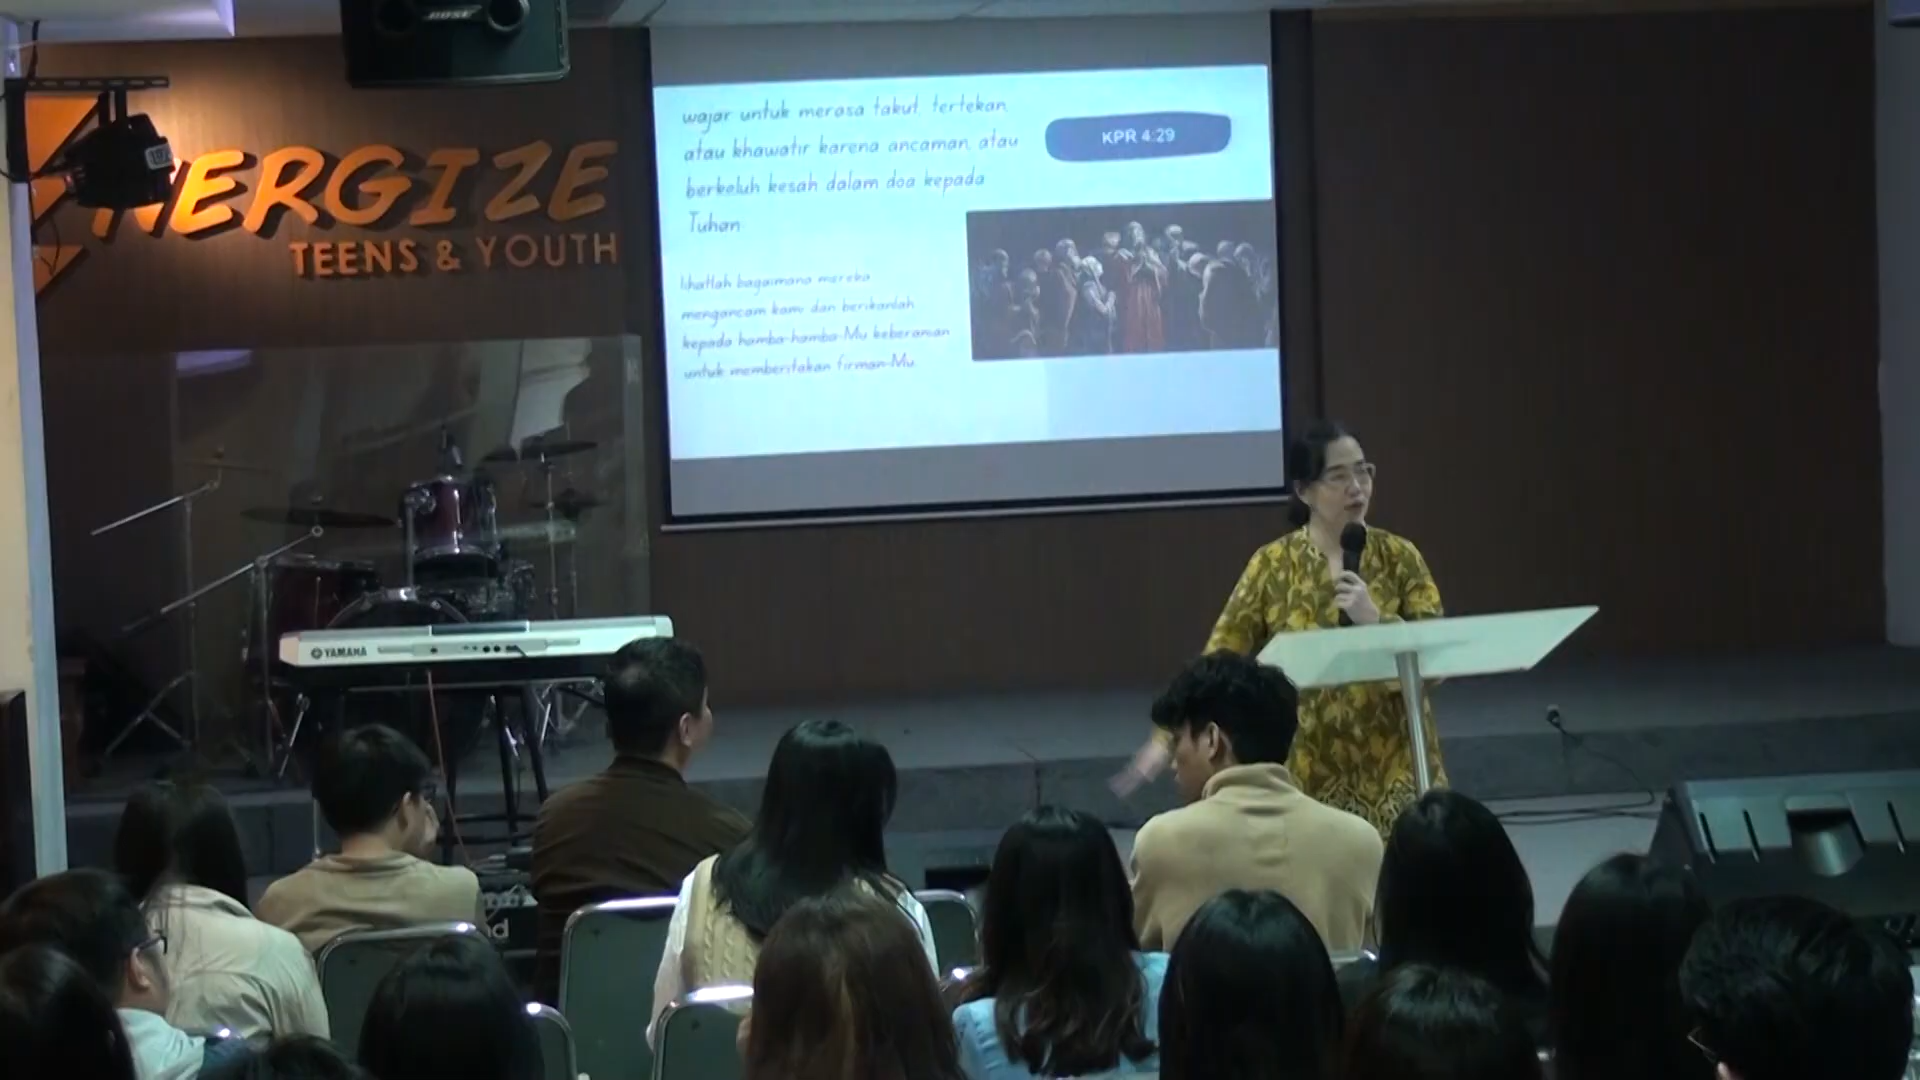 BOSE
NERGIZE
TEENS & YOUTH
wajar untuk merasa takut, tertekan,
atau khawatir karena ancaman, atau
berkeluh kesah dalam doa kepada
Tuhan
KPR 4:29
lihatlah bagaimana mereka
mengancam kami dan berikanlah
kepada hamba-hamba-Mu keberanian
untuk memberitakan firman-Mu.
YAMAHA